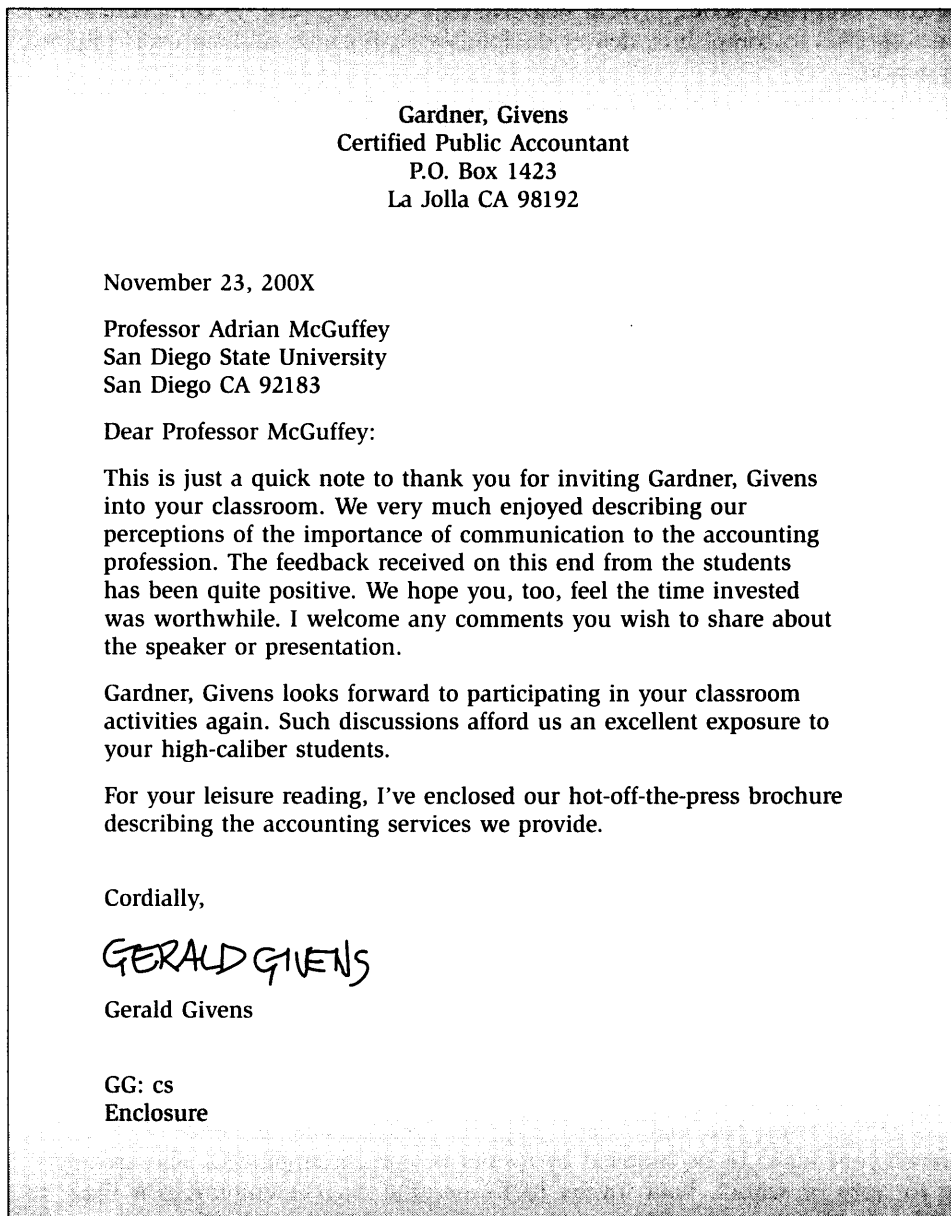 Gardner, Givens
Certified Public Accountant
P.O. Box 1423
La Jolla CA 98192
November 23, 200X
Professor Adrian McGuffey
San Diego State University
San Diego CA 92183
Dear Professor McGuffey:
This is just a quick note to thank you for inviting Gardner, Givens
into your classroom. We very much enjoyed describing our
perceptions of the importance of communication to the accounting
profession. The feedback received on this end from the students
has been quite positive. We hope you, too, feel the time invested
was worthwhile. I welcome any comments you wish to share about
the speaker or presentation.
Gardner, Givens looks forward to participating in your classroom
activities again. Such discussions afford us an excellent exposure to
your high-caliber students.
For your leisure reading, I've enclosed our hot-off-the-press brochure
describing the accounting services we provide.
Cordially,
GERALD GIVENS
Gerald Givens
GG: cs
Enclosure